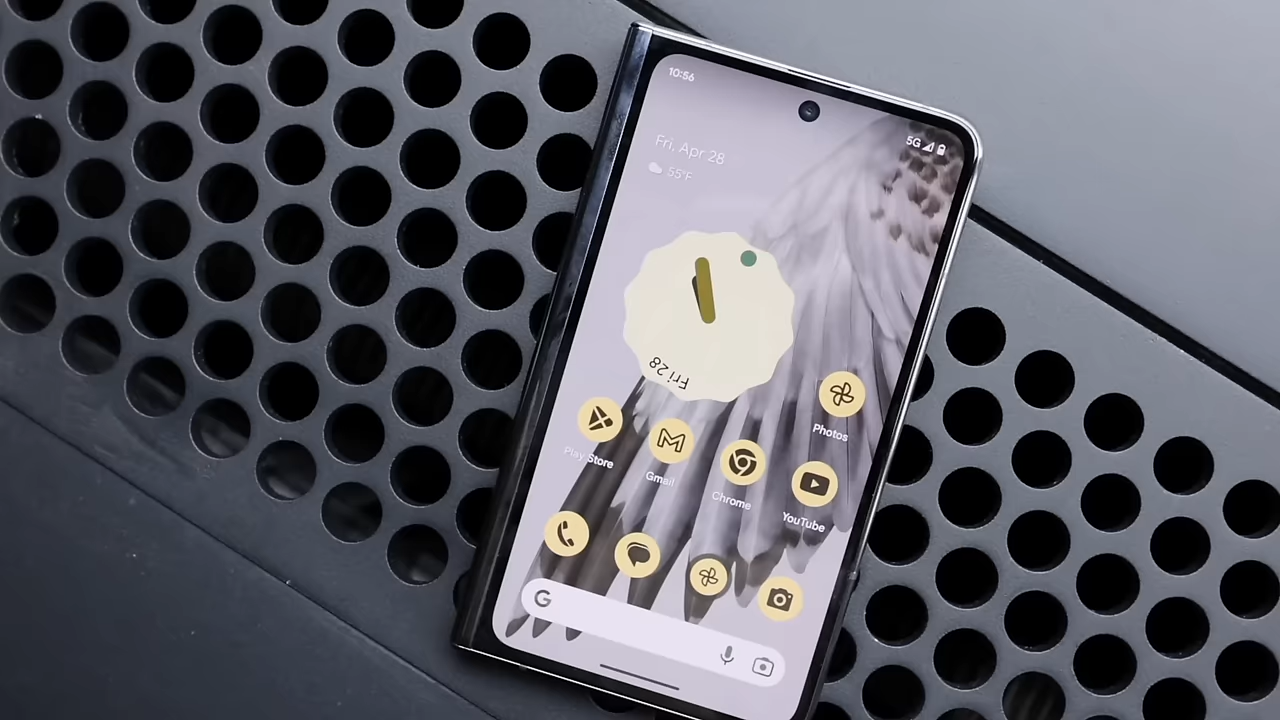 10:56
5G
Fri, Apr 28
55°F
Fri 28
Photos
Play Store
Gmail
Chrome
YouTube
G